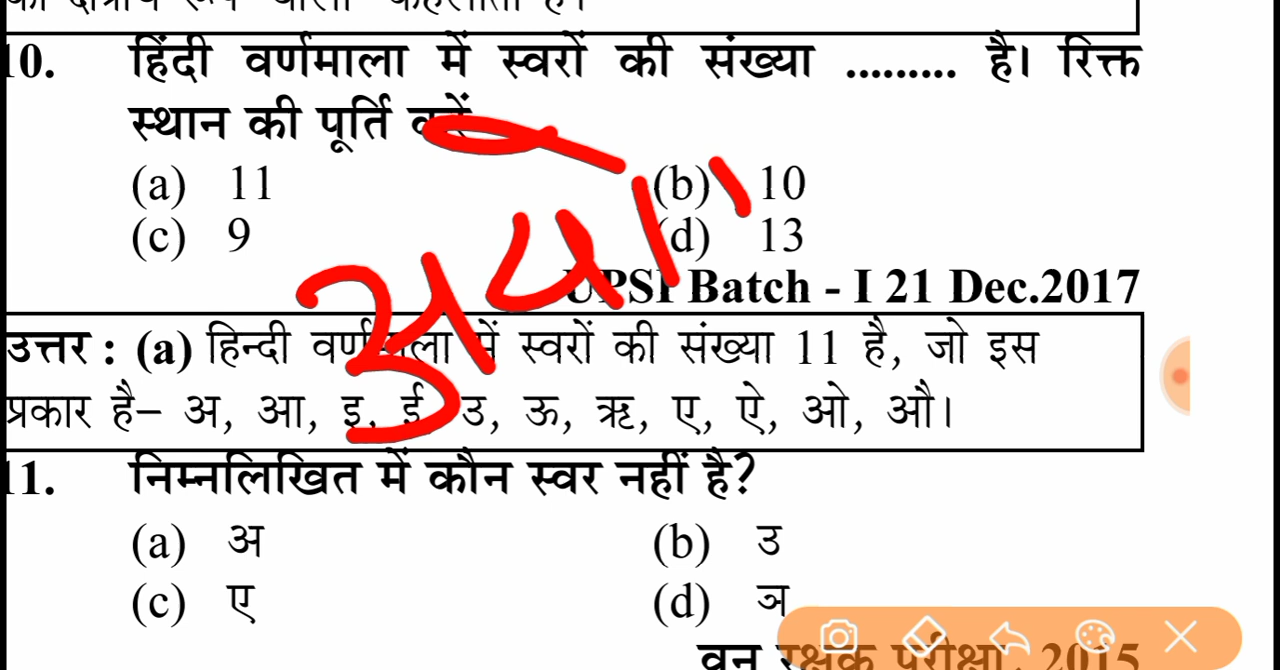 10. हिंदी वर्णमाला में स्वरों की संख्या ......... है। रिक्त
स्थान की पूर्ति करें
(a) 11 (b) 10
(c) 9 (d) 13
UPSI Batch - I 21 Dec.2017
उत्तर : (a) हिन्दी वर्णमाला में स्वरों की संख्या 11 है, जो इस
प्रकार है– अ, आ, इ, ई, उ, ऊ, ऋ, ए, ऐ, ओ, औ।
11. निम्नलिखित में कौन स्वर नहीं है?
(a) अ (b) उ
(c) ए (d) ञ
वन रक्षक परीक्षा, 2015